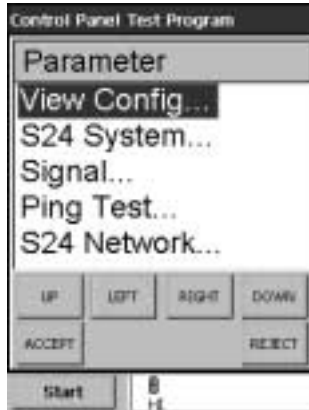 Control Panel Test Program
Parameter
View Config...
S24 System...
Signal...
Ping Test...
S24 Network...
UP LEFT RIGHT DOWN
ACCEPT REJECT
Start